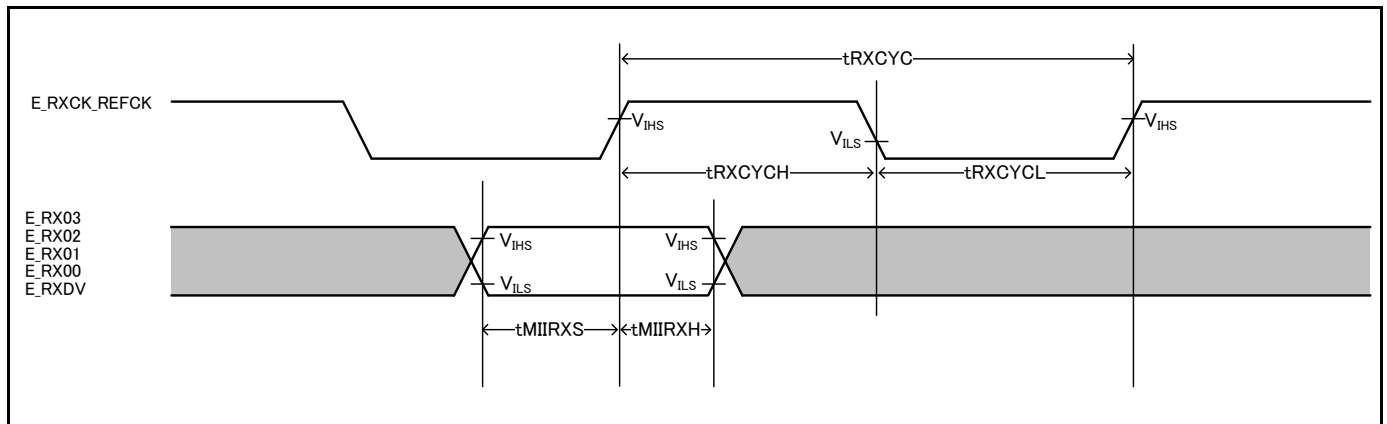 tRXCYC
E_RXCK_REFCK
VIHS
VILS
VIHS
tRXCYCH
tRXCYCL
E_RX03
E_RX02
E_RX01
E_RX00
E_RXDV
VIHS
VIHS
VILS
VILS
tMIIRXS
tMIIRXH